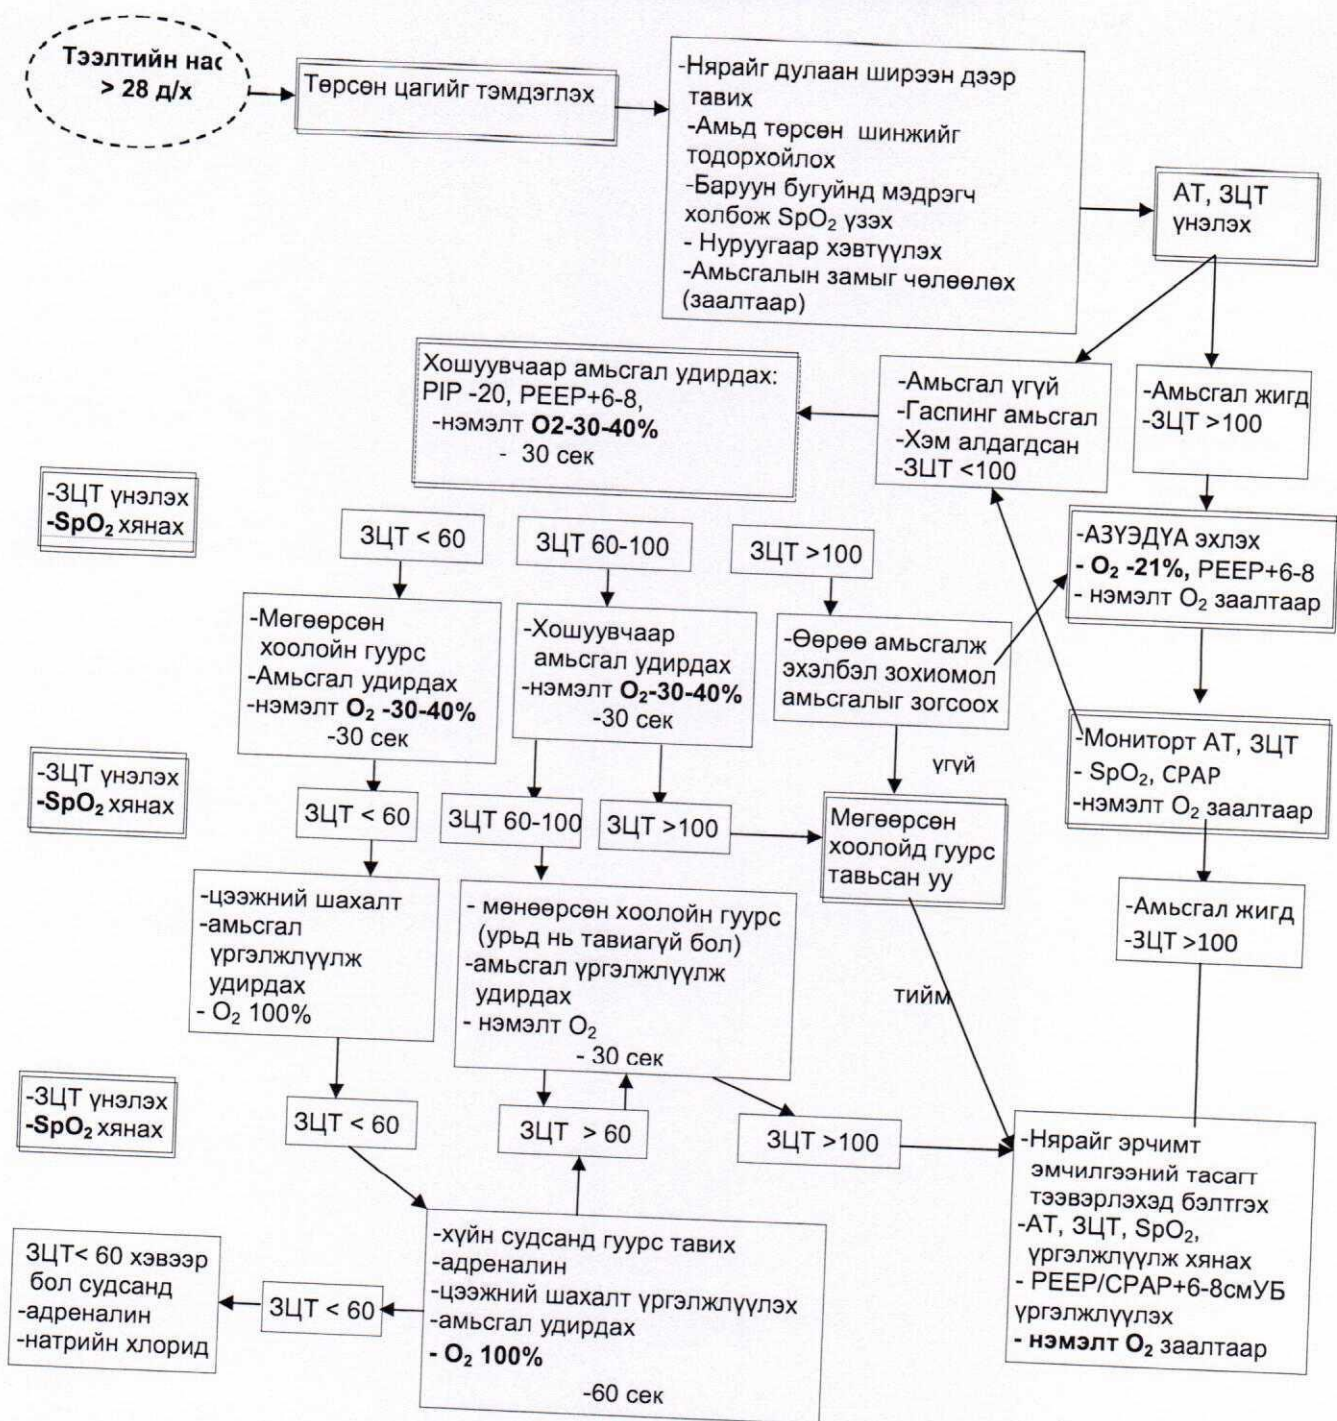 Тээлтийн нас
> 28 д/х
Төрсөн цагийг тэмдэглэх
-Нярайг дулаан ширээн дээр
тавих
-Амьд төрсөн шинжийг
тодорхойлох
-Баруун бугуйнд мэдрэгч
холбож SpO₂ үзэх
- Нуруугаар хэвтүүлэх
-Амьсгалын замыг чөлөөлөх
(заалтаар)
АТ, ЗЦТ
үнэлэх
Хошуувчаар амьсгал удирдах:
PIP -20, PEEP+6-8,
-нэмэлт O2-30-40%
- 30 сек
-Амьсгал үгүй
-Гаспинг амьсгал
-Хэм алдагдсан
-ЗЦТ <100
-Амьсгал жигд
-ЗЦТ >100
-ЗЦТ үнэлэх
-SpO₂ хянах
ЗЦТ < 60
ЗЦТ 60-100
ЗЦТ >100
-АЗҮЭДҮА эхлэх
- O₂ -21%, PEEP+6-8
- нэмэлт O₂ заалтаар
-Мөгөөрсөн
хоолойн гуурс
-Амьсгал удирдах
-нэмэлт O₂ -30-40%
-30 сек
-Хошуувчаар
амьсгал удирдах
-нэмэлт O₂-30-40%
-30 сек
-Өөрөө амьсгалж
эхэлбэл зохиомол
амьсгалыг зогсоох
-Мониторт АТ, ЗЦТ
- SpO₂, CPAP
-нэмэлт O₂ заалтаар
үгүй
-ЗЦТ үнэлэх
-SpO₂ хянах
ЗЦТ < 60
ЗЦТ 60-100
ЗЦТ >100
Мөгөөрсөн
хоолойд гуурс
тавьсан уу
-цээжний шахалт
-амьсгал
үргэлжлүүлж
удирдах
- O₂ 100%
- мөнөөрсөн хоолойн гуурс
(урьд нь тавиагүй бол)
-амьсгал үргэлжлүүлж
удирдах
- нэмэлт O₂
- 30 сек
-Амьсгал жигд
-ЗЦТ >100
тийм
-ЗЦТ үнэлэх
-SpO₂ хянах
ЗЦТ < 60
ЗЦТ > 60
ЗЦТ >100
-Нярайг эрчимт
эмчилгээний тасагт
тээвэрлэхэд бэлтгэх
-АТ, ЗЦТ, SpO₂,
үргэлжлүүлж хянах
- PEEP/CPAP+6-8смУБ
үргэлжлүүлэх
- нэмэлт O₂ заалтаар
ЗЦТ< 60 хэвээр
бол судсанд
-адреналин
-натрийн хлорид
ЗЦТ < 60
-хүйн судсанд гуурс тавих
-адреналин
-цээжний шахалт үргэлжлүүлэх
-амьсгал удирдах
- O₂ 100%
-60 сек